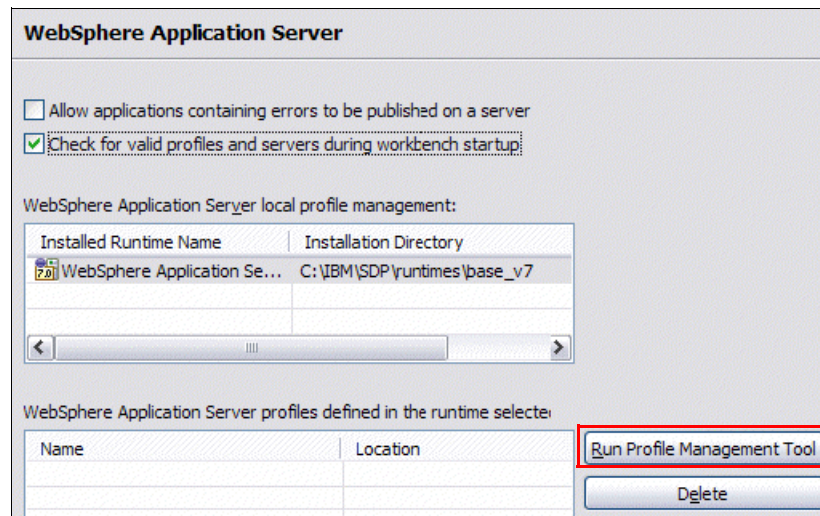 WebSphere Application Server
Allow applications containing errors to be published on a server
Check for valid profiles and servers during workbench startup
WebSphere Application Server local profile management:
Installed Runtime Name Installation Directory
7.0 WebSphere Application Se... C:\IBM\SDP\runtimes\base_v7
WebSphere Application Server profiles defined in the runtime selecte
Name Location
Run Profile Management Tool
Delete